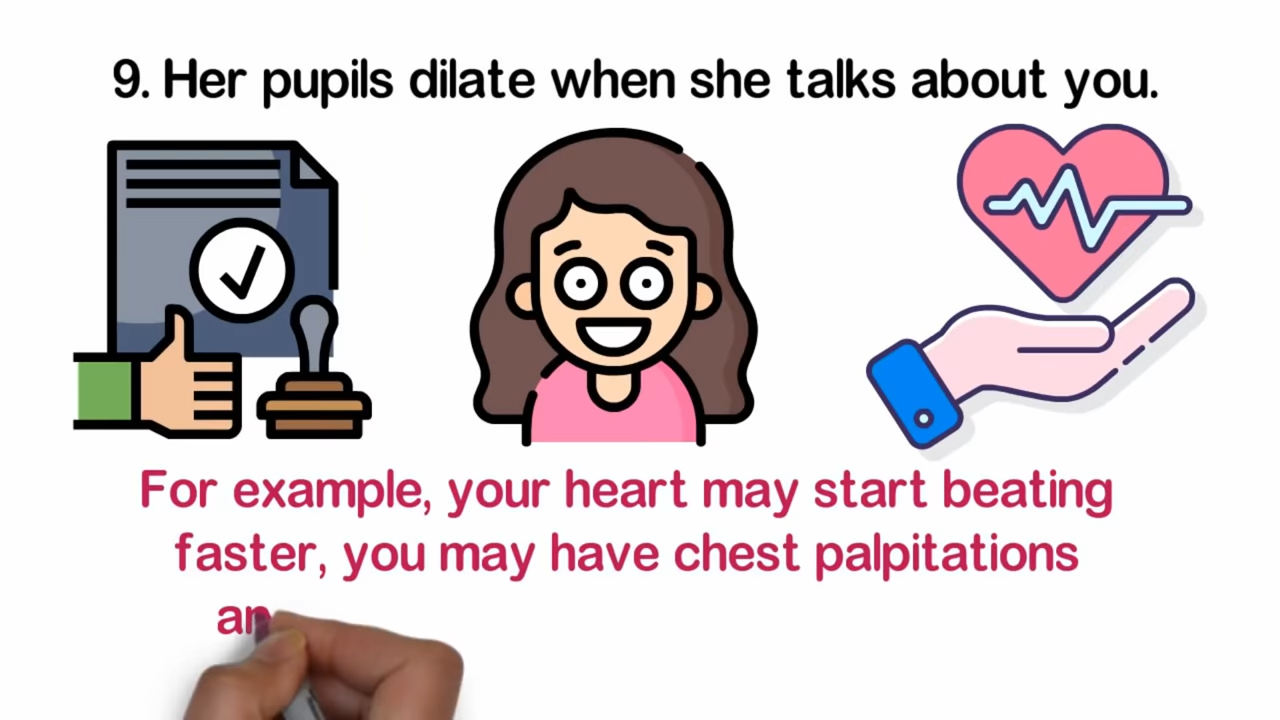 9. Her pupils dilate when she talks about you.
For example, your heart may start beating
faster, you may have chest palpitations
an